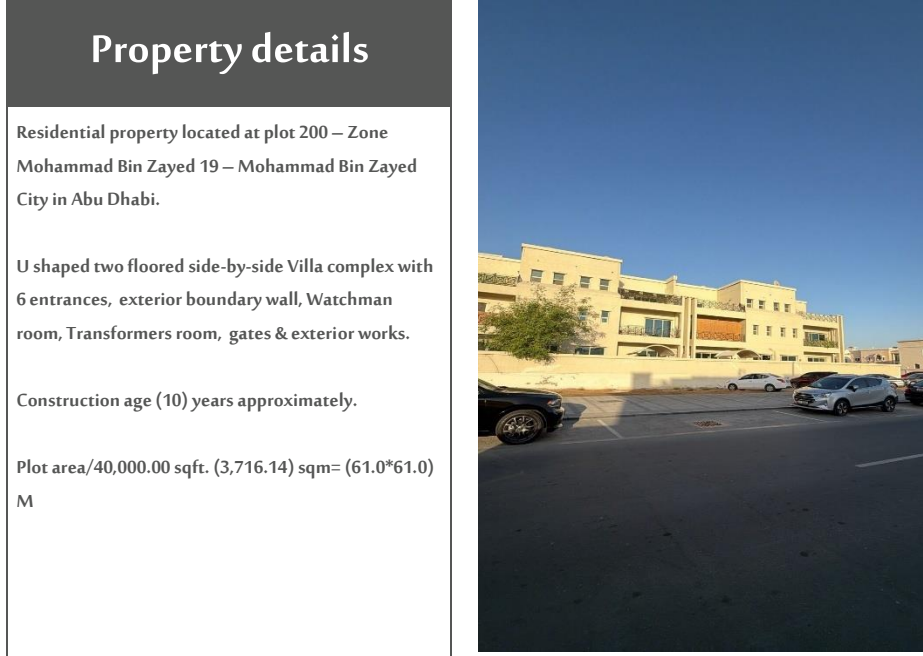 Property details
Residential property located at plot 200 – Zone
Mohammad Bin Zayed 19 – Mohammad Bin Zayed
City in Abu Dhabi.
U shaped two floored side-by-side Villa complex with
6 entrances, exterior boundary wall, Watchman
room, Transformers room, gates & exterior works.
Construction age (10) years approximately.
Plot area/40,000.00 sqft. (3,716.14) sqm= (61.0*61.0)
M